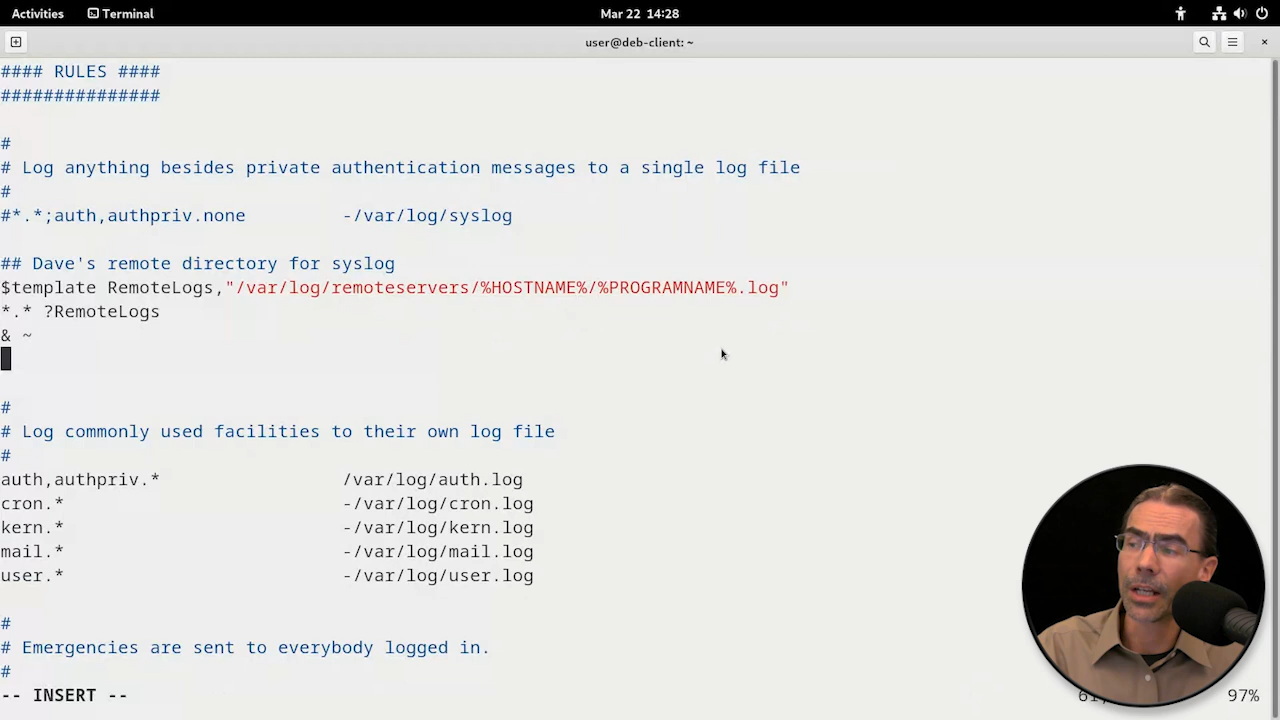 Activities Terminal Mar 22 14:28
user@deb-client: ~
#### RULES ####
###############
#
# Log anything besides private authentication messages to a single log file
#
#*.*;auth,authpriv.none -/var/log/syslog
## Dave's remote directory for syslog
$template RemoteLogs,"/var/log/remoteservers/%HOSTNAME%/%PROGRAMNAME%.log"
*.* ?RemoteLogs
& ~
#
# Log commonly used facilities to their own log file
#
auth,authpriv.* /var/log/auth.log
cron.* -/var/log/cron.log
kern.* -/var/log/kern.log
mail.* -/var/log/mail.log
user.* -/var/log/user.log
#
# Emergencies are sent to everybody logged in.
#
-- INSERT -- 97%